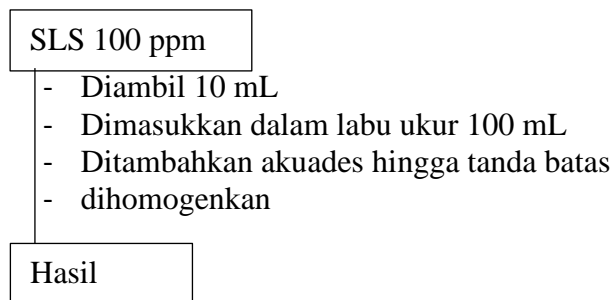 SLS 100 ppm
- Diambil 10 mL
- Dimasukkan dalam labu ukur 100 mL
- Ditambahkan akuades hingga tanda batas
- dihomogenkan
Hasil